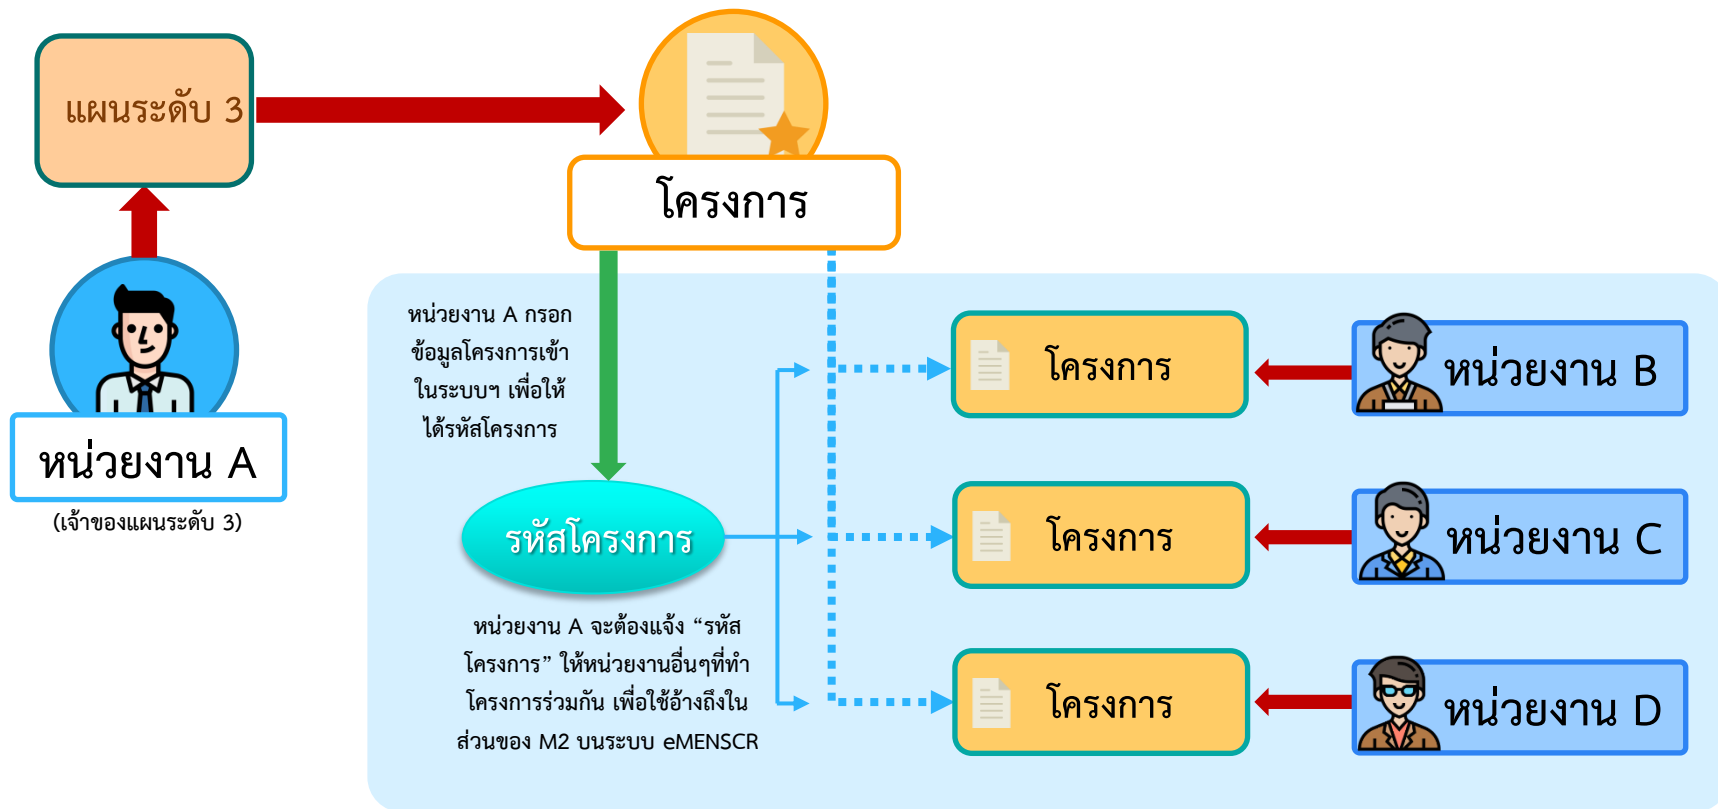 แผนระดับ 3
โครงการ
หน่วยงาน A
(เจ้าของแผนระดับ 3)
หน่วยงาน A กรอก
ข้อมูลโครงการเข้า
ในระบบฯ เพื่อให้
ได้รหัสโครงการ
รหัสโครงการ
หน่วยงาน A จะต้องแจ้ง “รหัส
โครงการ” ให้หน่วยงานอื่นๆที่ทำ
โครงการร่วมกัน เพื่อใช้อ้างถึงใน
ส่วนของ M2 บนระบบ eMENSCR
โครงการ
หน่วยงาน B
โครงการ
หน่วยงาน C
โครงการ
หน่วยงาน D